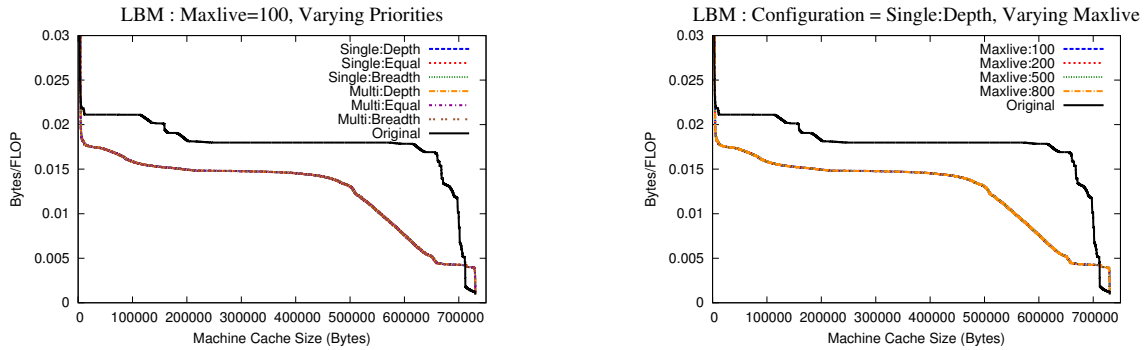 LBM : Maxlive=100, Varying Priorities
0.03
0.025
0.02
0.015
0.01
0.005
0
Bytes/FLOP
Single:Depth
Single:Equal
Single:Breadth
Multi:Depth
Multi:Equal
Multi:Breadth
Original
0 100000 200000 300000 400000 500000 600000 700000
Machine Cache Size (Bytes)
LBM : Configuration = Single:Depth, Varying Maxlive
0.03
0.025
0.02
0.015
0.01
0.005
0
Bytes/FLOP
Maxlive:100
Maxlive:200
Maxlive:500
Maxlive:800
Original
0 100000 200000 300000 400000 500000 600000 700000
Machine Cache Size (Bytes)